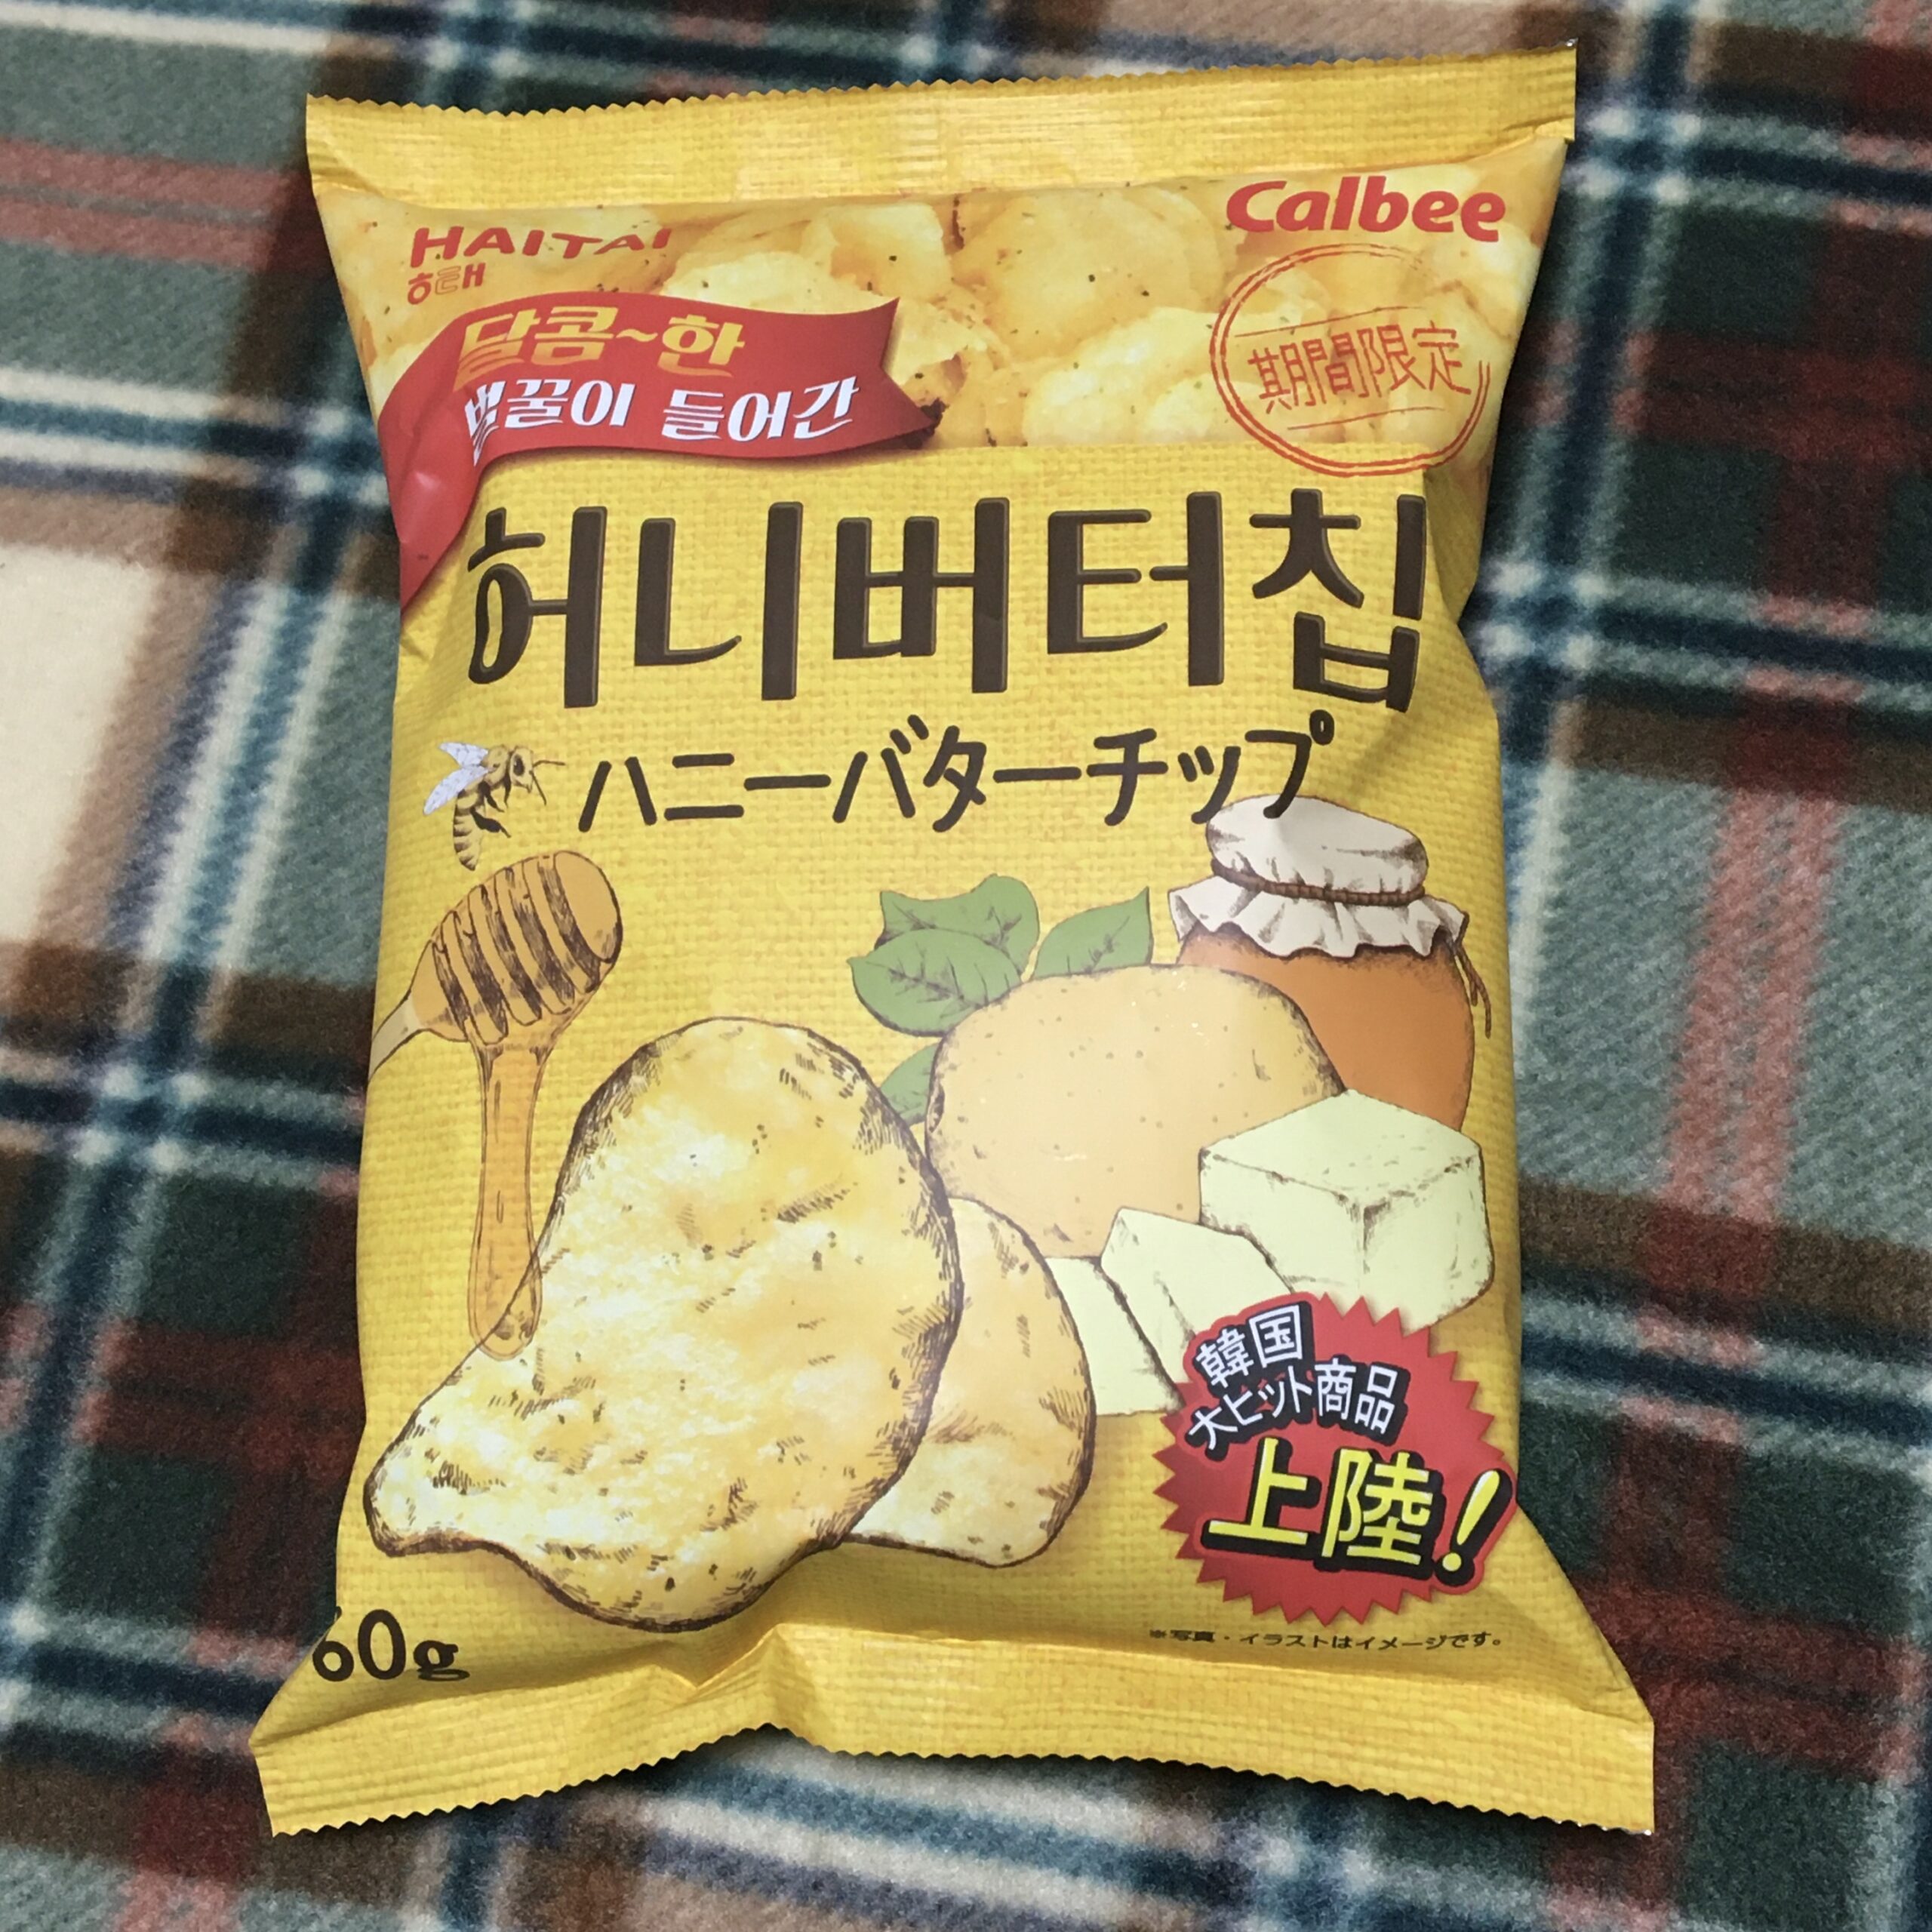 HAITAI
해태
Calbee
期間限定
달콤~한
벌꿀이 들어간
허니버터칩
ハニーバターチップ
韓国
大ヒット商品
上陸!
60g
※写真・イラストはイメージです。